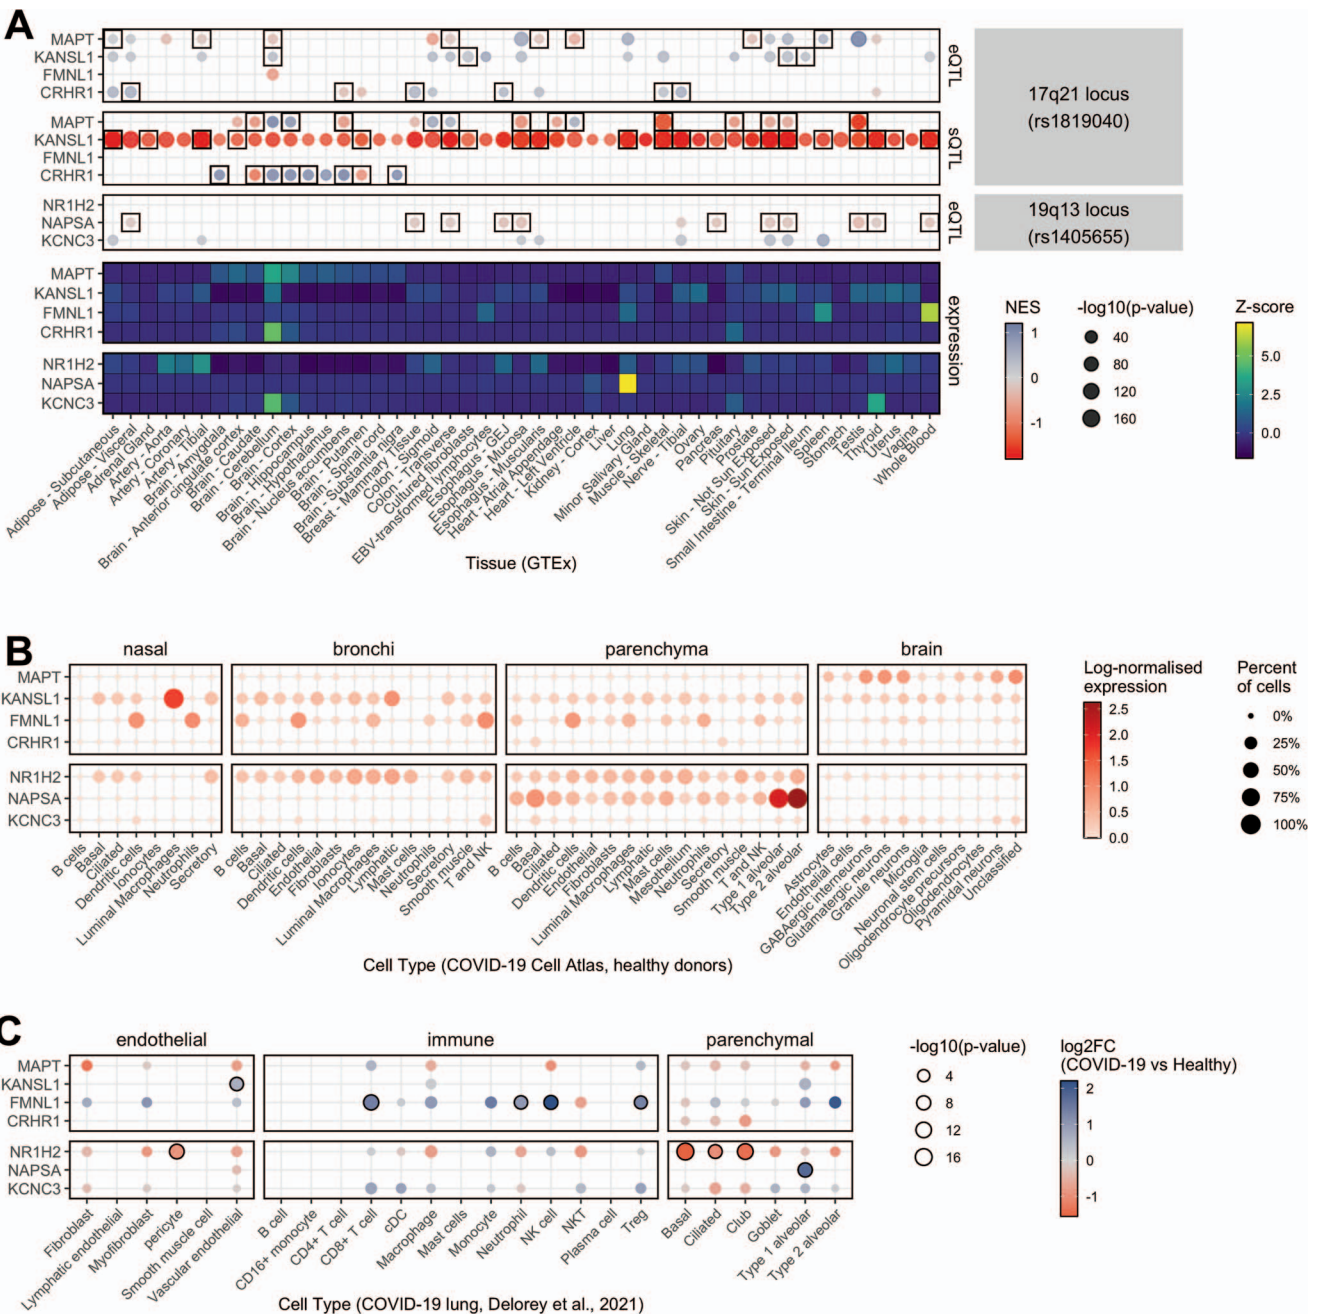 A
MAPT
KANSL1
FMNL1
CRHR1
eQTL
MAPT
KANSL1
FMNL1
CRHR1
sQTL
17q21 locus
(rs1819040)
NR1H2
NAPSA
KCNC3
eQTL
19q13 locus
(rs1405655)
MAPT
KANSL1
FMNL1
CRHR1
NR1H2
NAPSA
KCNC3
expression
NES
1
0
-1
-log10(p-value)
40
80
120
160
Z-score
5.0
2.5
0.0
Adipose - Subcutaneous
Adipose - Visceral
Adrenal Gland
Artery - Aorta
Artery - Coronary
Artery - Tibial
Brain - Amygdala
Brain - Anterior cingulate cortex
Brain - Caudate
Brain - Cerebellum
Brain - Cortex
Brain - Hippocampus
Brain - Hypothalamus
Brain - Nucleus accumbens
Brain - Putamen
Brain - Spinal cord
Brain - Substantia nigra
Breast - Mammary Tissue
Colon - Sigmoid
Colon - Transverse
Cultured fibroblasts
EBV-transformed lymphocytes
Esophagus - GEJ
Esophagus - Mucosa
Esophagus - Muscularis
Heart - Atrial Appendage
Heart - Left Ventricle
Kidney - Cortex
Liver
Lung
Minor Salivary Gland
Muscle - Skeletal
Nerve - Tibial
Ovary
Pancreas
Pituitary
Prostate
Skin - Not Sun Exposed
Skin - Sun Exposed
Small Intestine - Terminal Ileum
Spleen
Stomach
Testis
Thyroid
Uterus
Vagina
Whole Blood
Tissue (GTEx)
B
nasal
bronchi
parenchyma
brain
MAPT
KANSL1
FMNL1
CRHR1
NR1H2
NAPSA
KCNC3
Log-normalised
expression
2.5
2.0
1.5
1.0
0.5
0.0
Percent
of cells
0%
25%
50%
75%
100%
B cells
Basal
Ciliated
Dendritic cells
Ionocytes
Luminal Macrophages
Neutrophils
Secretory
B cells
Basal
Ciliated
Dendritic cells
Endothelial
Fibroblasts
Ionocytes
Luminal Macrophages
Lymphatic
Mast cells
Neutrophils
Secretory
Smooth muscle
T and NK
B cells
Basal
Ciliated
Dendritic cells
Endothelial
Fibroblasts
Luminal Macrophages
Lymphatic
Mast cells
Mesothelium
Neutrophils
Secretory
Smooth muscle
T and NK
Type 1 alveolar
Type 2 alveolar
Astrocytes
Endothelial cells
GABAergic interneurons
Glutamatergic neurons
Granule neurons
Microglia
Neuronal stem cells
Oligodendrocyte precursors
Oligodendrocytes
Pyramidal neurons
Unclassified
Cell Type (COVID-19 Cell Atlas, healthy donors)
C
endothelial
immune
parenchymal
MAPT
KANSL1
FMNL1
CRHR1
NR1H2
NAPSA
KCNC3
-log10(p-value)
4
8
12
16
log2FC
(COVID-19 vs Healthy)
2
1
0
-1
Fibroblast
Lymphatic endothelial
Myofibroblast
pericyte
Smooth muscle cell
Vascular endothelial
B cell
CD16+ monocyte
CD4+ T cell
CD8+ T cell
cDC
Macrophage
Mast cells
Monocyte
Neutrophil
NK cell
NKT
Plasma cell
Treg
Basal
Ciliated
Club
Goblet
Type 1 alveolar
Type 2 alveolar
Cell Type (COVID-19 lung, Delorey et al., 2021)